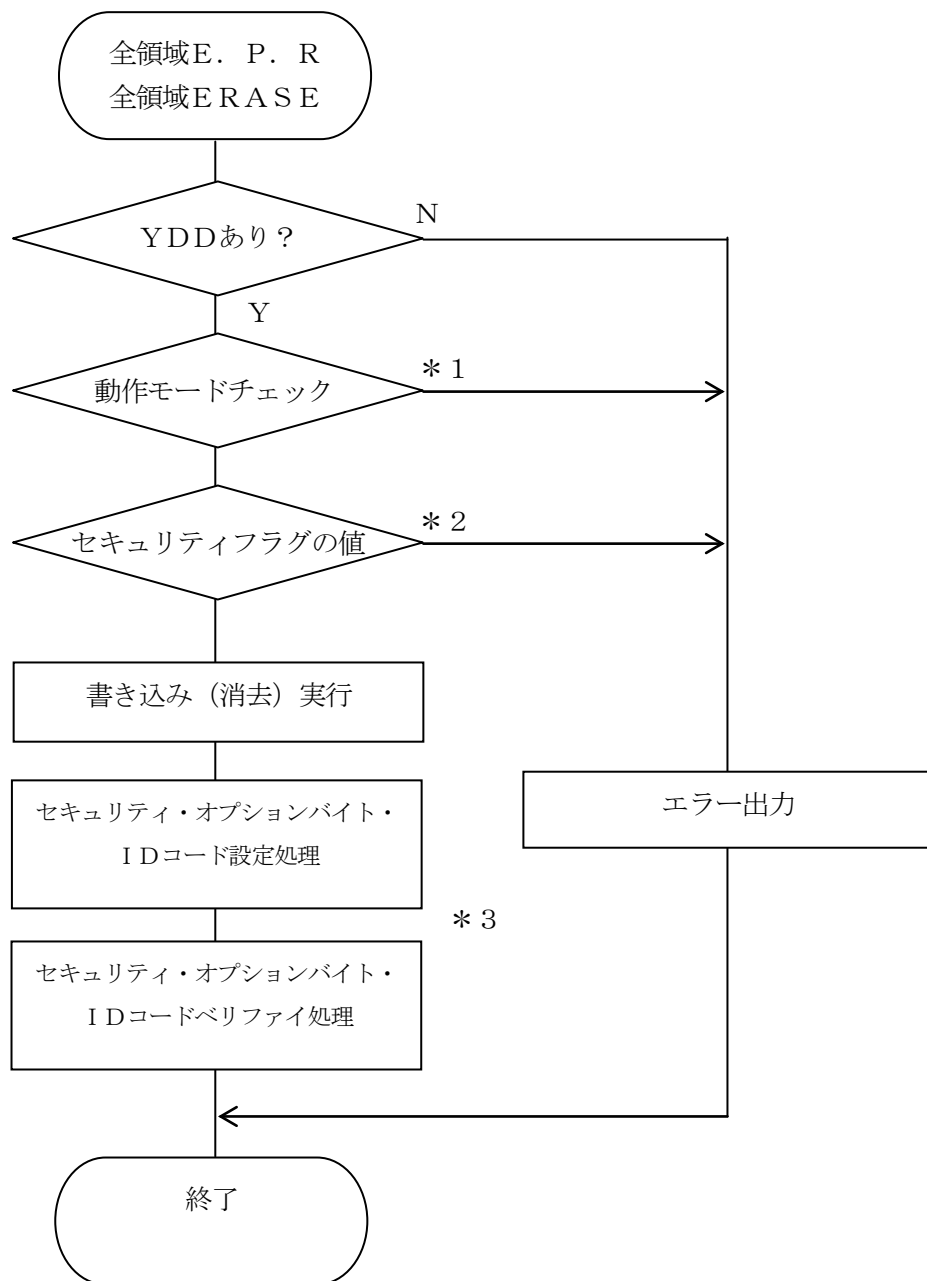 全領域E．P．R
全領域ERASE
YDDあり？
N
Y
動作モードチェック
＊1
セキュリティフラグの値
＊2
書き込み（消去）実行
セキュリティ・オプションバイト・
IDコード設定処理
エラー出力
＊3
セキュリティ・オプションバイト・
IDコードベリファイ処理
終了